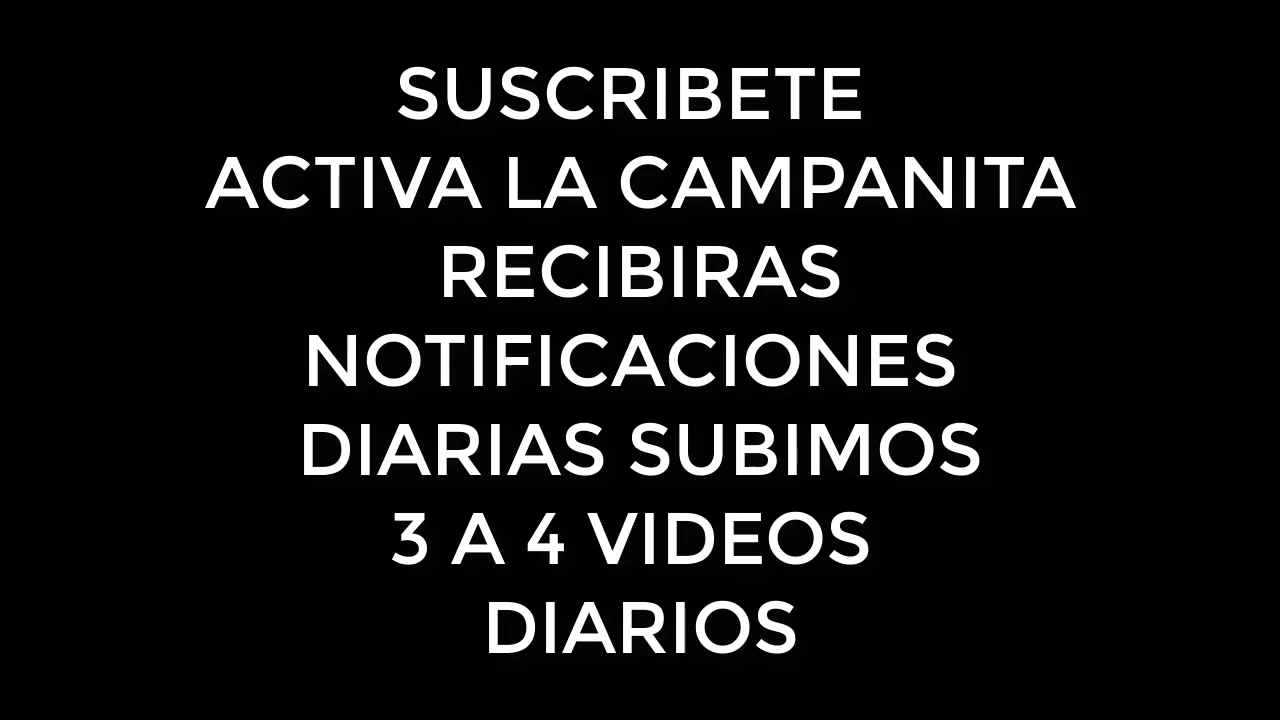 SUSCRIBETE
ACTIVA LA CAMPANITA
RECIBIRAS
NOTIFICACIONES
DIARIAS SUBIMOS
3 A 4 VIDEOS
DIARIOS